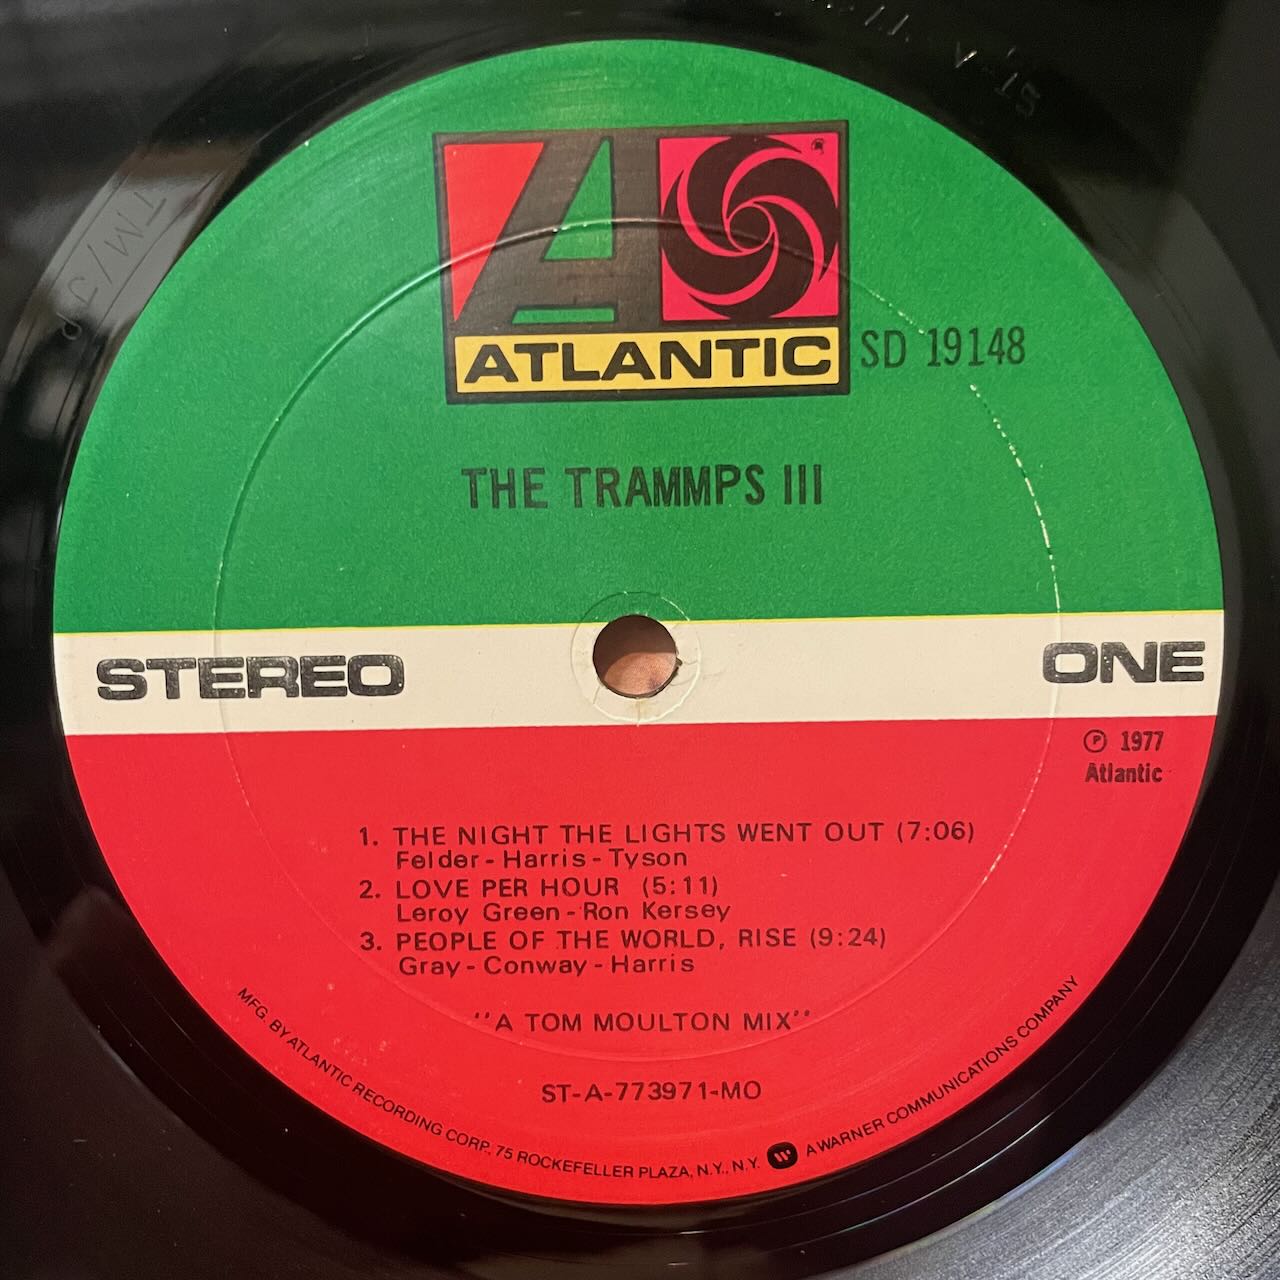 ATLANTIC
SD 19148
THE TRAMMPS III
STEREO
ONE
Ⓟ 1977
Atlantic
1. THE NIGHT THE LIGHTS WENT OUT (7:06)
Felder - Harris - Tyson
2. LOVE PER HOUR (5:11)
Leroy Green - Ron Kersey
3. PEOPLE OF THE WORLD, RISE (9:24)
Gray - Conway - Harris
"A TOM MOULTON MIX"
ST-A-773971-MO
MFG. BY ATLANTIC RECORDING CORP., 75 ROCKEFELLER PLAZA, N.Y., N.Y. A WARNER COMMUNICATIONS COMPANY
TM/J
ST-A